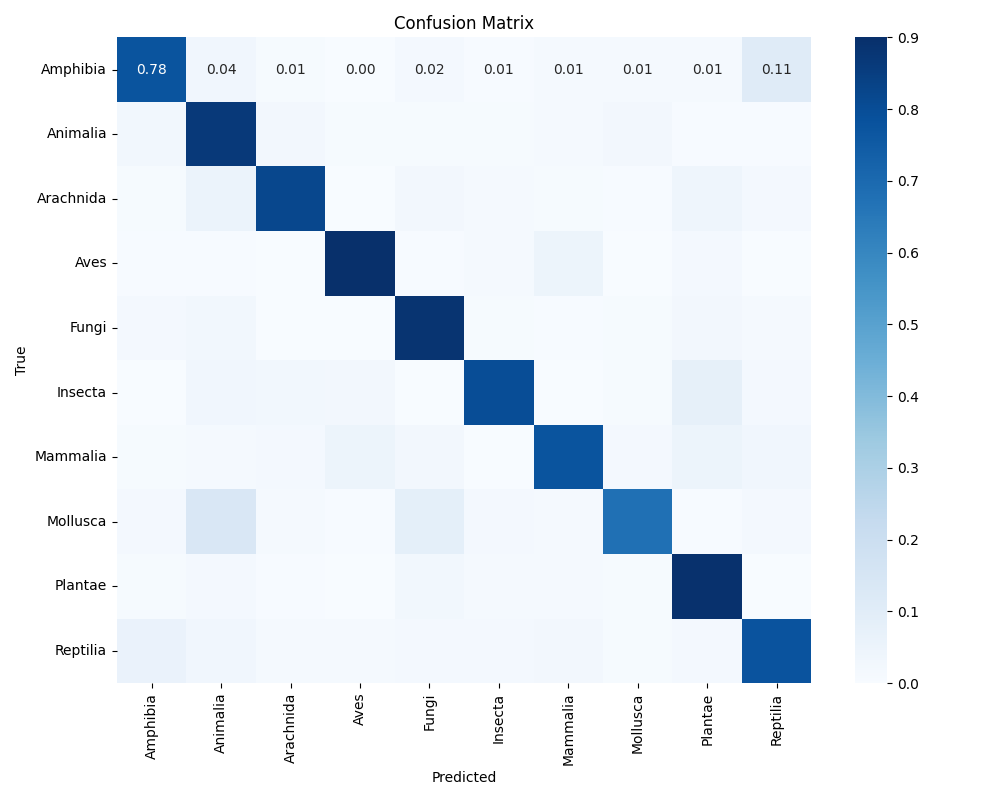 Confusion Matrix
Amphibia 0.78 0.04 0.01 0.00 0.02 0.01 0.01 0.01 0.01 0.11
Animalia
Arachnida
Aves
Fungi
Insecta
Mammalia
Mollusca
Plantae
Reptilia
True
Amphibia Animalia Arachnida Aves Fungi Insecta Mammalia Mollusca Plantae Reptilia
Predicted
0.9
0.8
0.7
0.6
0.5
0.4
0.3
0.2
0.1
0.0